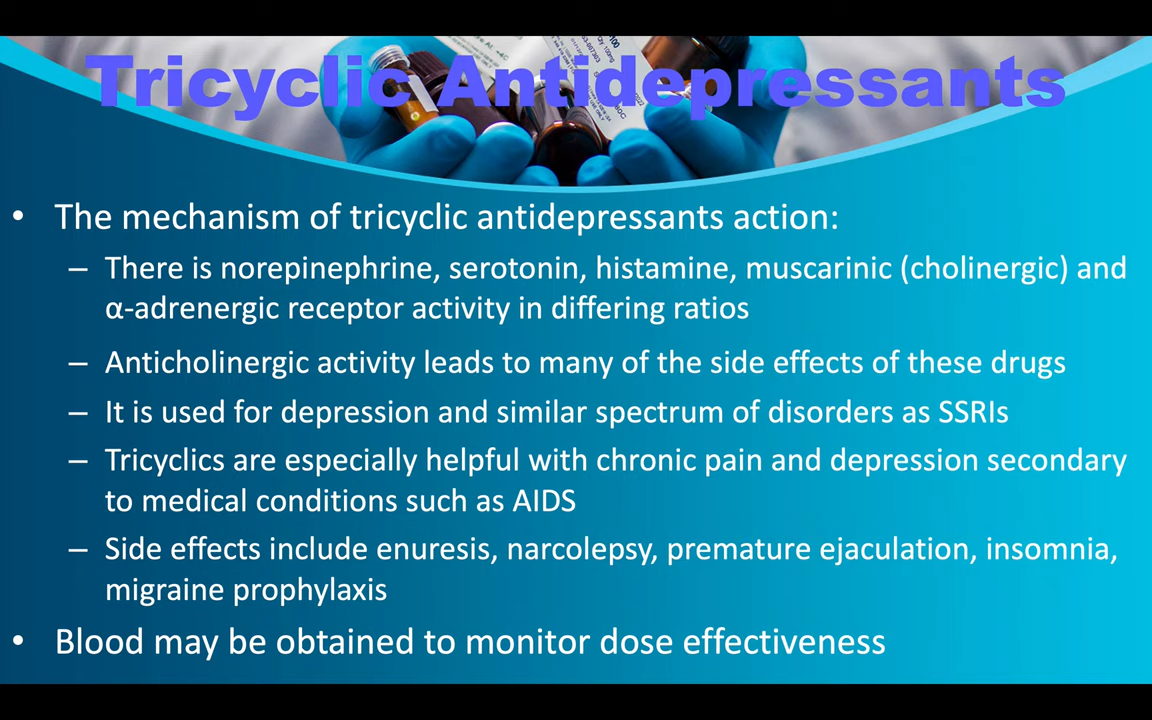 Tricyclic Antidepressants
• The mechanism of tricyclic antidepressants action:
– There is norepinephrine, serotonin, histamine, muscarinic (cholinergic) and
α-adrenergic receptor activity in differing ratios
– Anticholinergic activity leads to many of the side effects of these drugs
– It is used for depression and similar spectrum of disorders as SSRIs
– Tricyclics are especially helpful with chronic pain and depression secondary
to medical conditions such as AIDS
– Side effects include enuresis, narcolepsy, premature ejaculation, insomnia,
migraine prophylaxis
• Blood may be obtained to monitor dose effectiveness